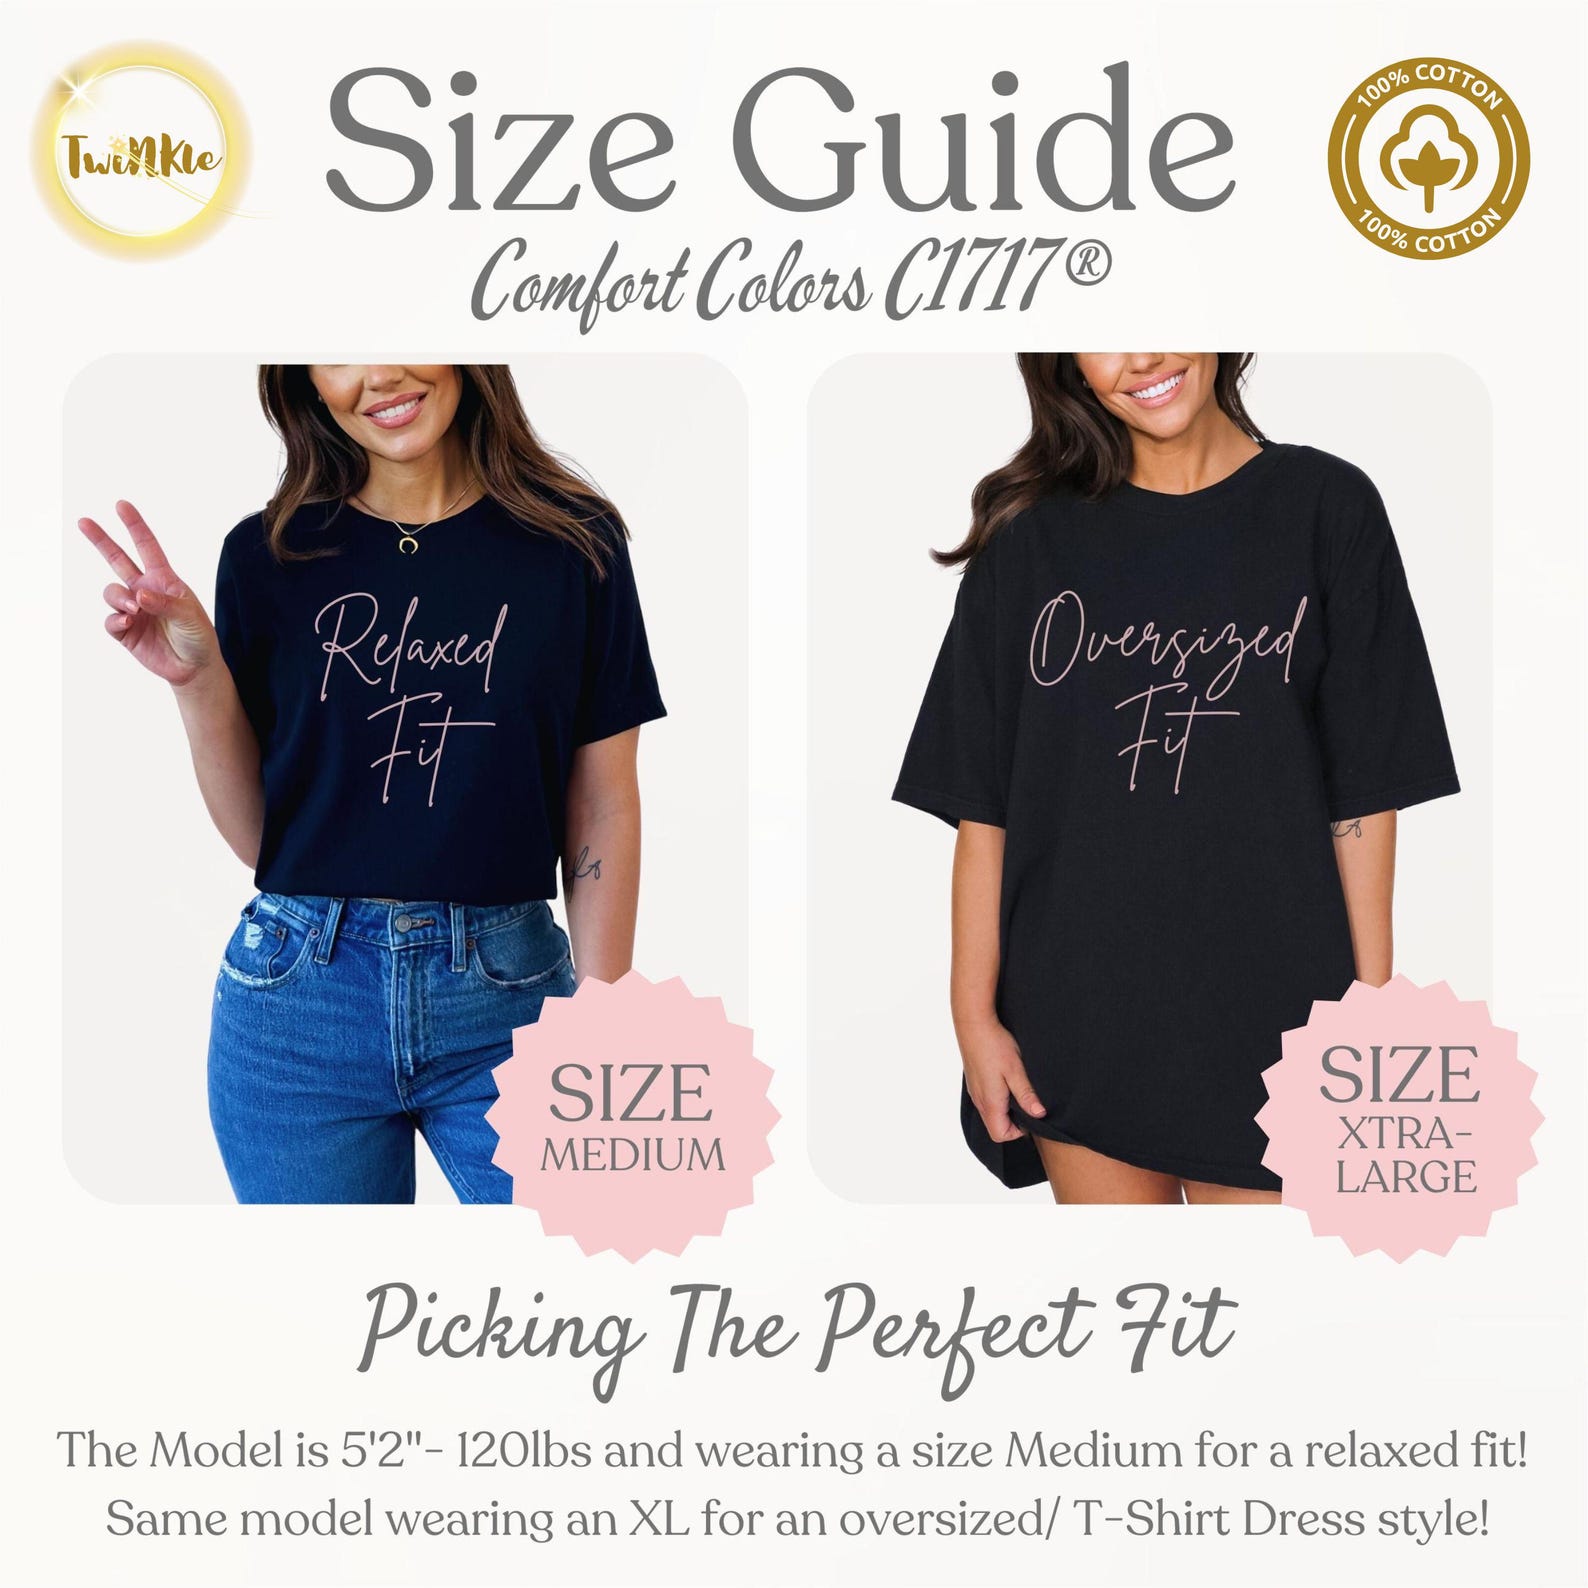 TwiNKle
Size Guide
100% COTTON
100% COTTON
Comfort Colors C1717®
Relaxed
Fit
Oversized
Fit
SIZE
MEDIUM
SIZE
XTRA-
LARGE
Picking The Perfect Fit
The Model is 5'2"- 120lbs and wearing a size Medium for a relaxed fit!
Same model wearing an XL for an oversized/ T-Shirt Dress style!